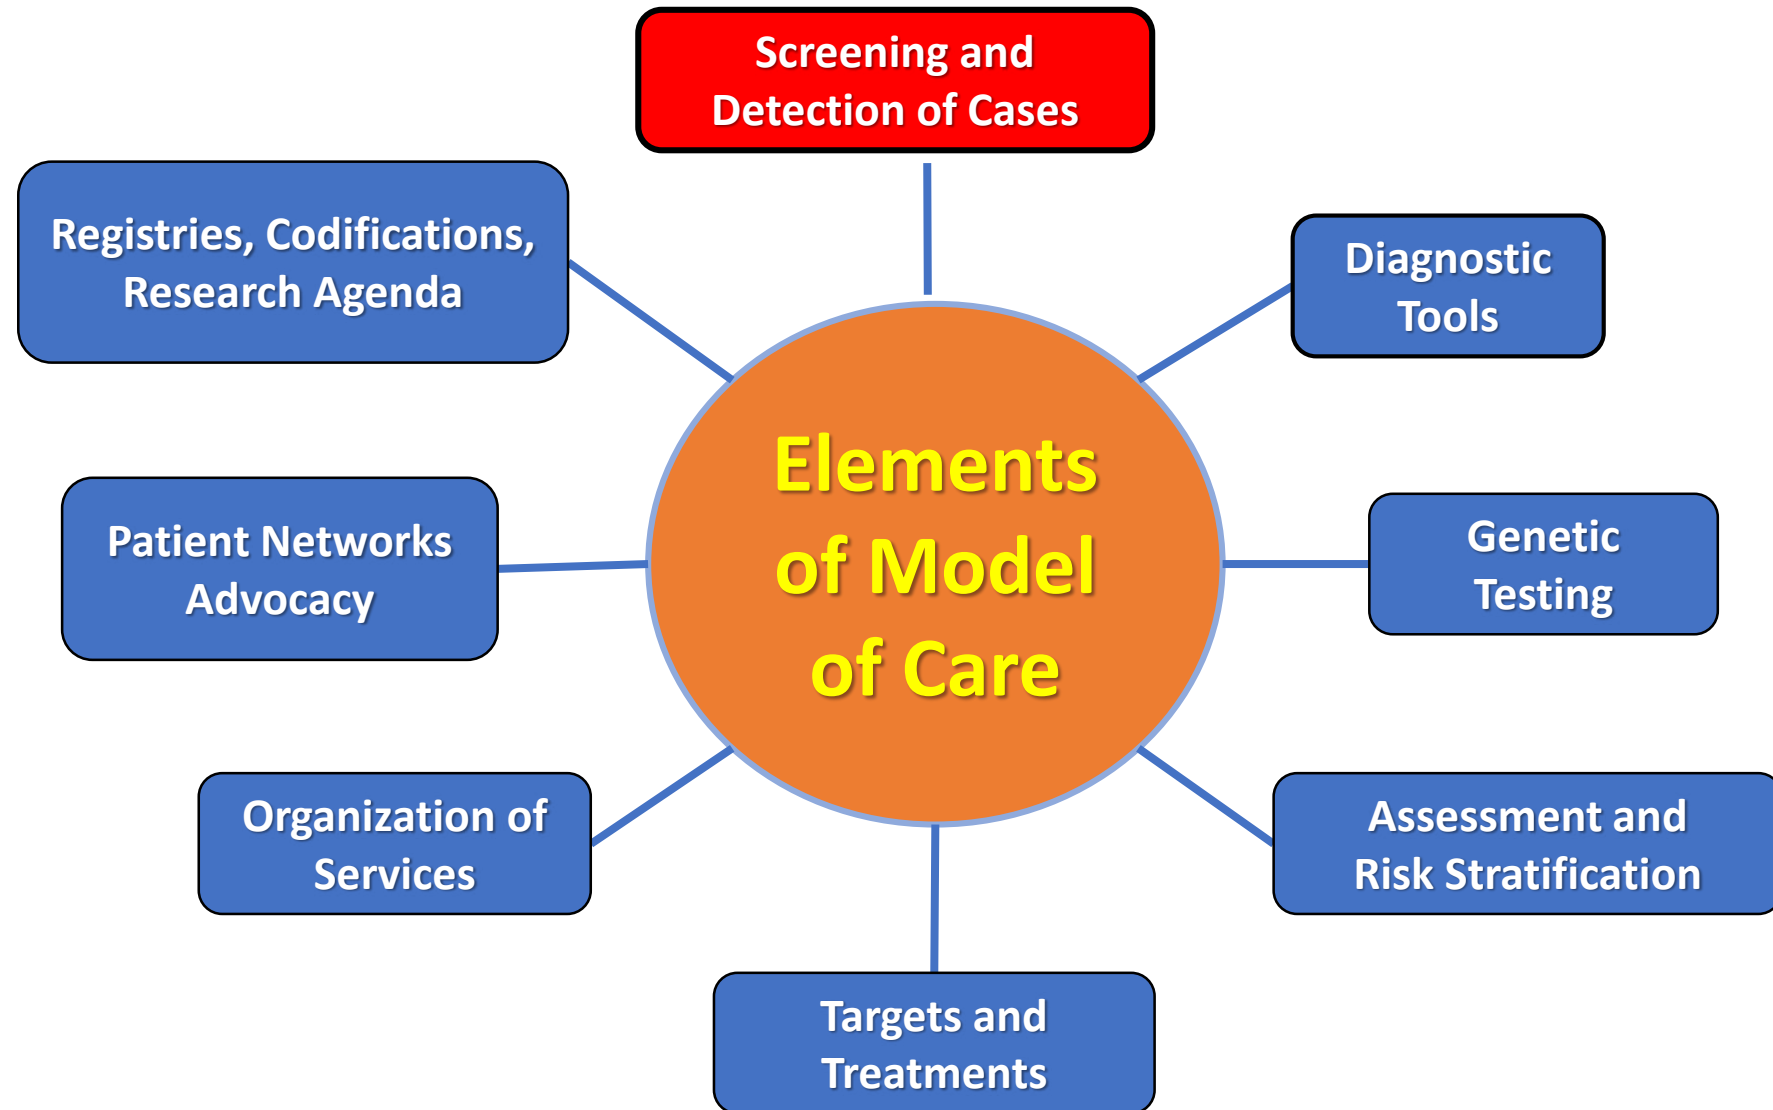 Screening and
Detection of Cases
Registries, Codifications,
Research Agenda
Diagnostic
Tools
Elements
of Model
of Care
Patient Networks
Advocacy
Genetic
Testing
Organization of
Services
Assessment and
Risk Stratification
Targets and
Treatments